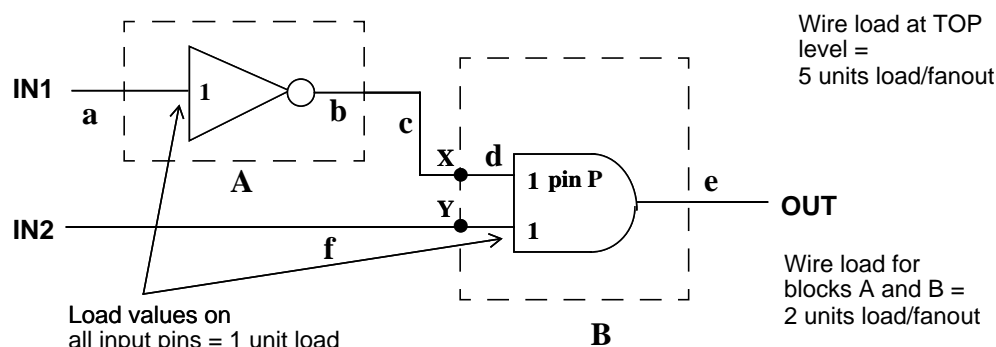 Wire load at TOP
level =
5 units load/fanout
IN1
a
1
b
c
A
X
d
1 pin P
e
OUT
Y
1
IN2
f
Wire load for
blocks A and B =
2 units load/fanout
B
Load values on
all input pins = 1 unit load